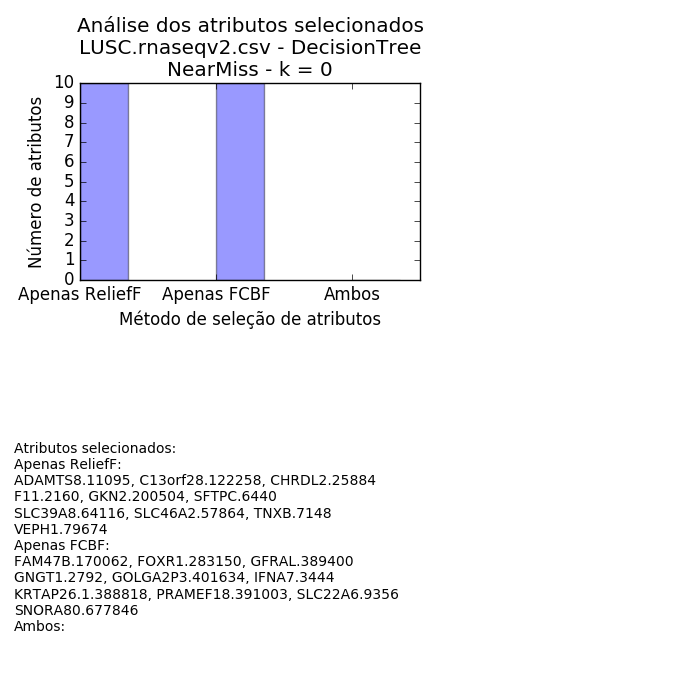 Análise dos atributos selecionados
LUSC.rnaseqv2.csv - DecisionTree
NearMiss - k = 0
10
9
8
7
6
5
4
3
2
1
0
Número de atributos
Apenas ReliefF
Apenas FCBF
Ambos
Método de seleção de atributos
Atributos selecionados:
Apenas ReliefF:
ADAMTS8.11095, C13orf28.122258, CHRDL2.25884
F11.2160, GKN2.200504, SFTPC.6440
SLC39A8.64116, SLC46A2.57864, TNXB.7148
VEPH1.79674
Apenas FCBF:
FAM47B.170062, FOXR1.283150, GFRAL.389400
GNGT1.2792, GOLGA2P3.401634, IFNA7.3444
KRTAP26.1.388818, PRAMEF18.391003, SLC22A6.9356
SNORA80.677846
Ambos: